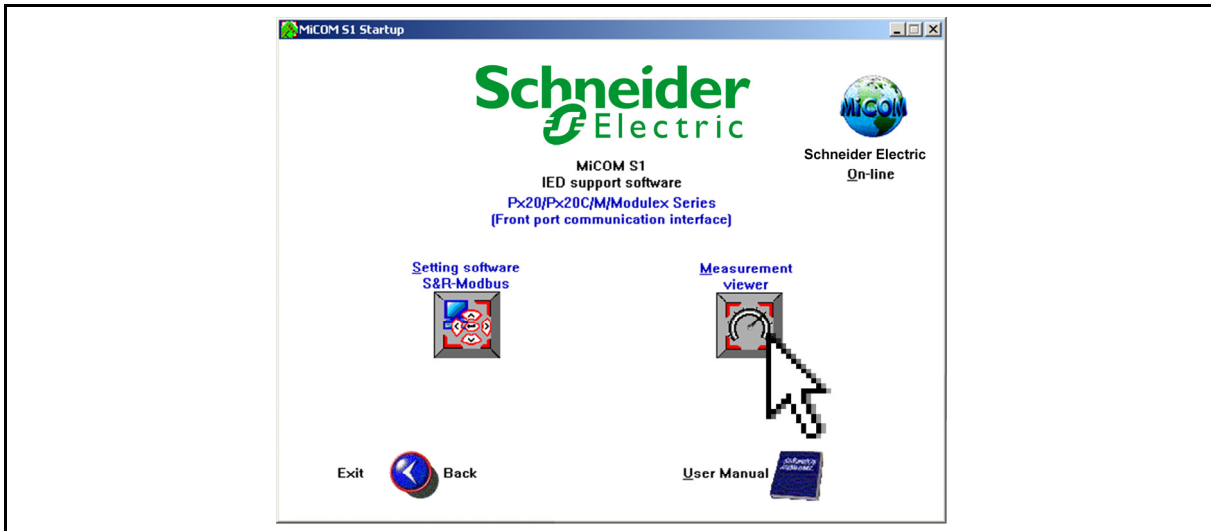 MiCOM S1 Startup
Schneider
Electric
MiCOM
Schneider Electric
On-line
MiCOM S1
IED support software
Px20/Px20C/M/Modulex Series
(Front port communication interface)
Setting software
S&R-Modbus
Measurement
viewer
Exit
Back
User Manual